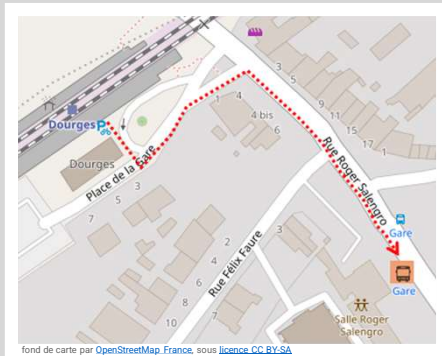 1
4
4 bis
6
3
5
9
11
15
17
1
Dourges
Dourges
Place de la Gare
3
5
7
Rue Roger Salengro
Gare
Gare
Rue Félix Faure
2
4
6
8
10
7
3
Salle Roger
Salengro
fond de carte par OpenStreetMap France, sous licence CC BY-SA